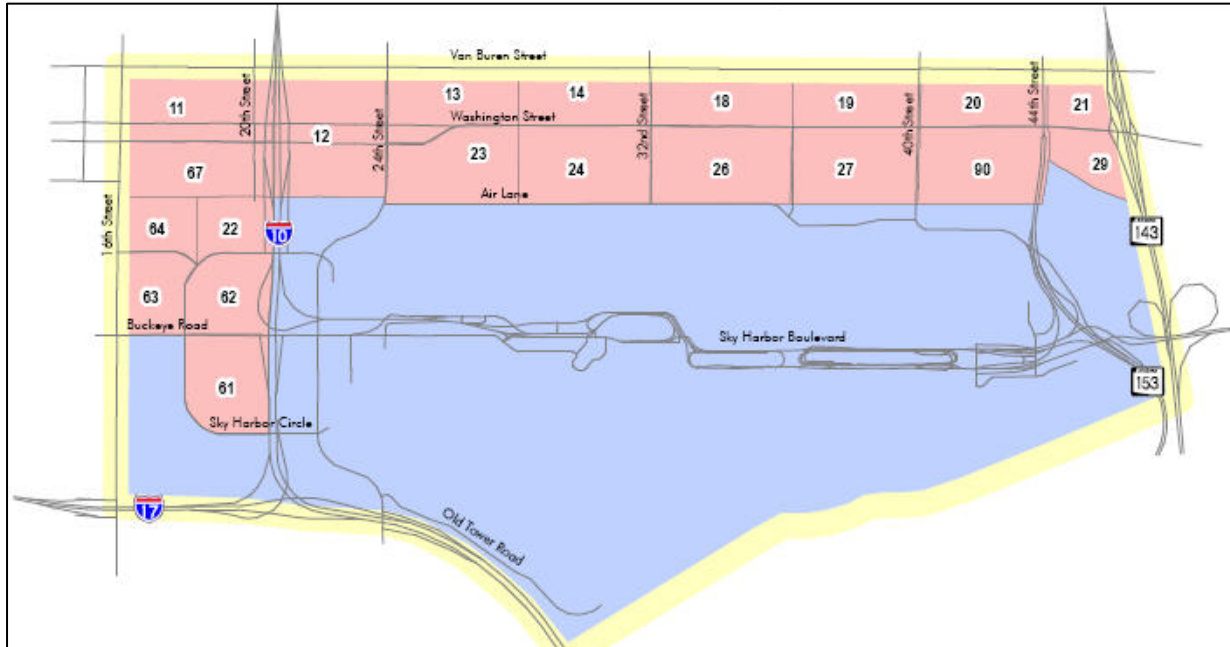 Van Buren Street
11
20th Street
12
24th Street
13
Washington Street
14
32nd Street
18
19
40th Street
20
44th Street
21
67
23
24
26
27
90
29
Air Lane
16th Street
64
22
10
143
63
62
Buckeye Road
Sky Harbor Boulevard
61
153
Sky Harbor Circle
17
Old Tower Road